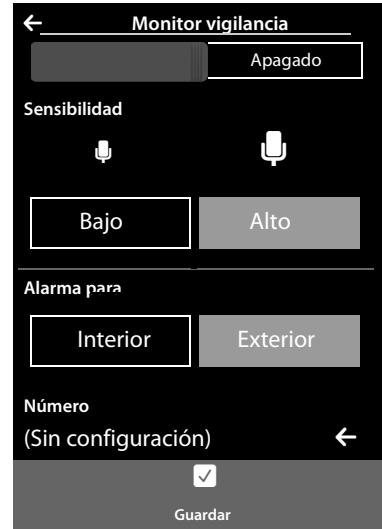 Monitor vigilancia
Apagado
Sensibilidad
Bajo Alto
Alarma para
Interior Exterior
Número
(Sin configuración)
Guardar